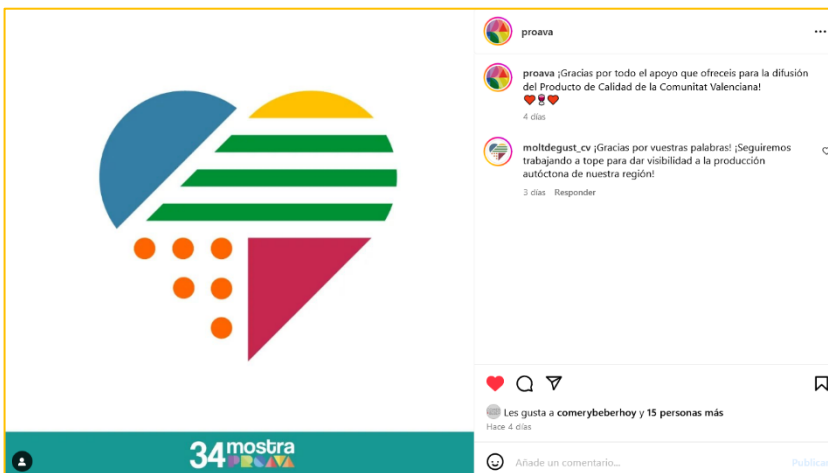 proava
proava ¡Gracias por todo el apoyo que ofreceis para la difusión
del Producto de Calidad de la Comunitat Valenciana!
4 días
moltdegust_cv ¡Gracias por vuestras palabras! ¡Seguiremos
trabajando a tope para dar visibilidad a la producción
autóctona de nuestra región!
3 días Responder
Les gusta a comerybeberhoy y 15 personas más
Hace 4 días
34 mostra
PROAVA
Añade un comentario...
Publicar